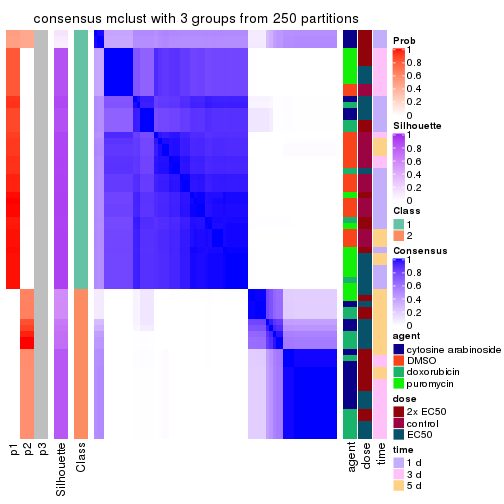 consensus mclust with 3 groups from 250 partitions
Prob
1
0.8
0.6
0.4
0.2
0
Silhouette
1
0.8
0.6
0.4
0.2
0
Class
1
2
Consensus
1
0.8
0.6
0.4
0.2
0
agent
cytosine arabinoside
DMSO
doxorubicin
puromycin
dose
2x EC50
control
EC50
time
1 d
3 d
5 d
p1
p2
p3
Silhouette
Class
agent
dose
time